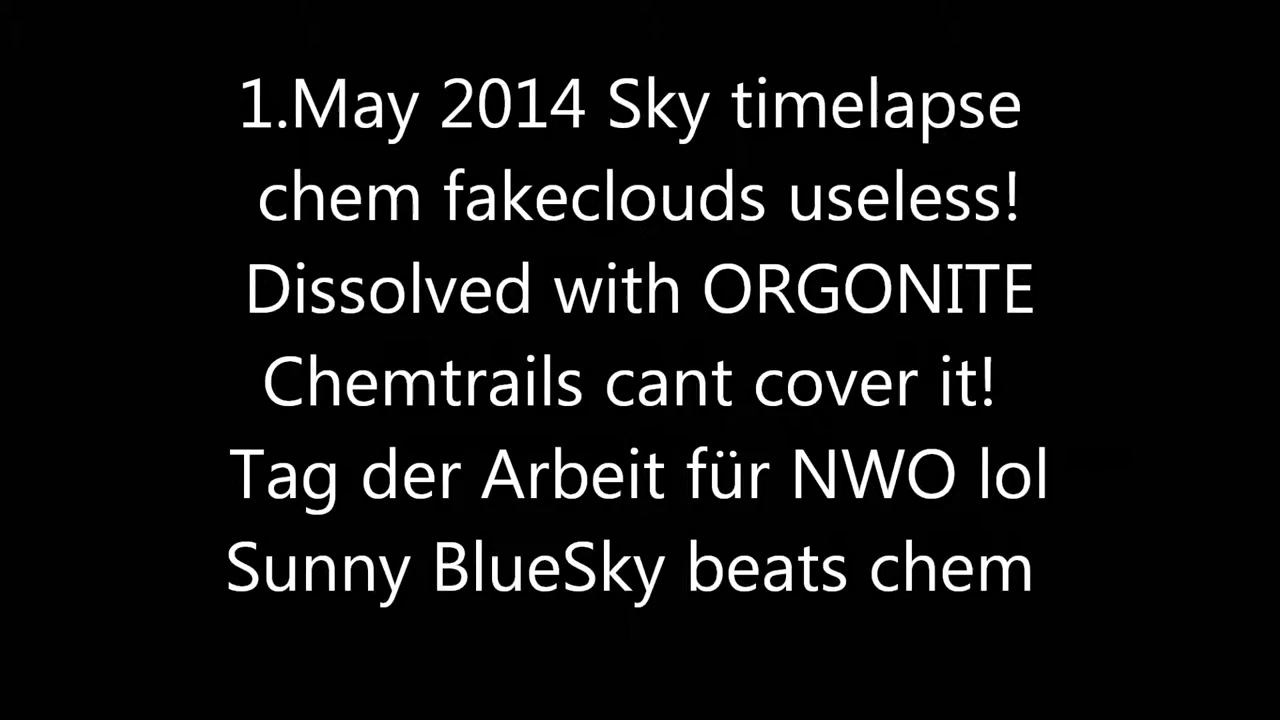 1.May 2014 Sky timelapse
chem fakeclouds useless!
Dissolved with ORGONITE
Chemtrails cant cover it!
Tag der Arbeit für NWO lol
Sunny BlueSky beats chem